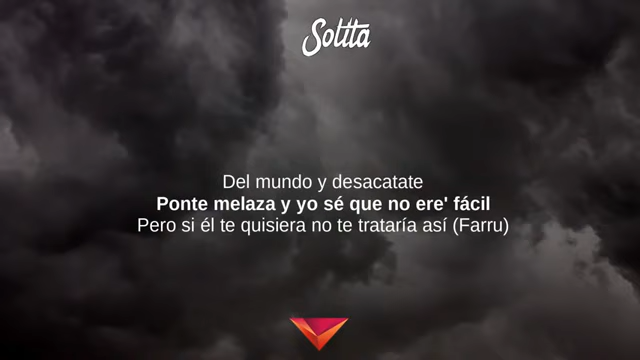 Solita
Del mundo y desacatate
Ponte melaza y yo sé que no ere' fácil
Pero si él te quisiera no te trataría así (Farru)